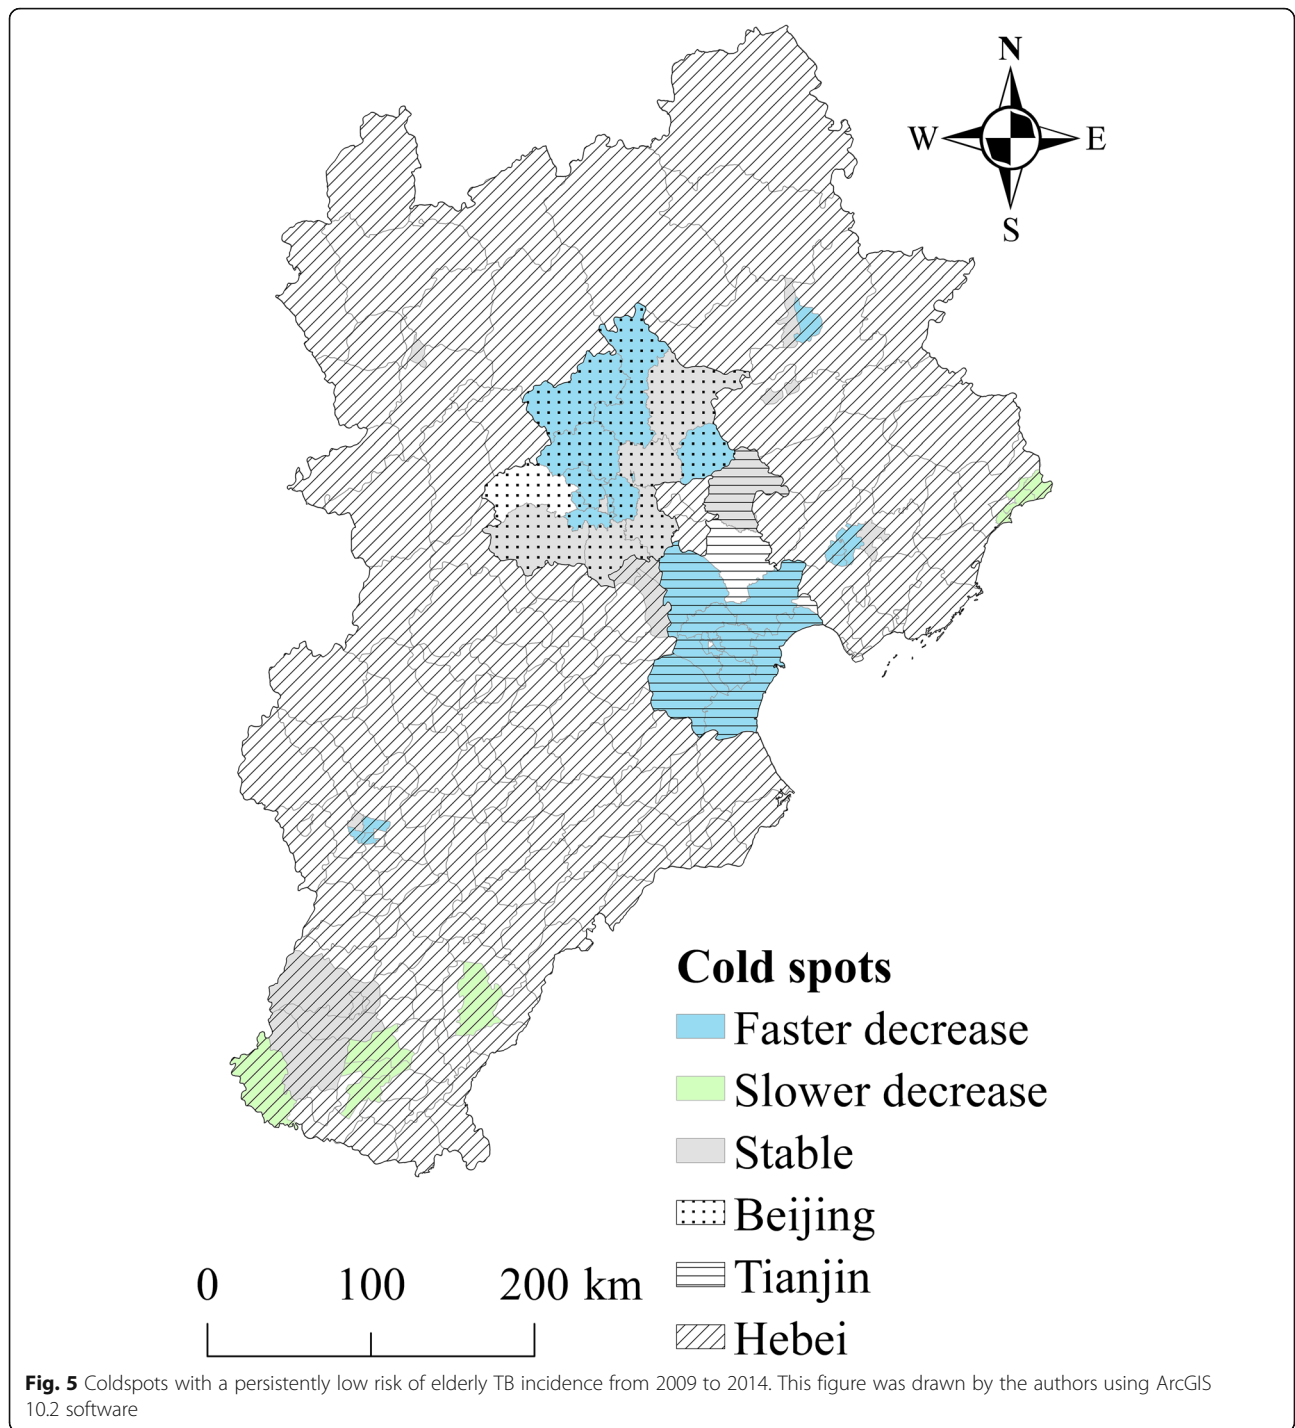 N
W E
S
Cold spots
Faster decrease
Slower decrease
Stable
Beijing
Tianjin
Hebei
0 100 200 km
Fig. 5 Coldspots with a persistently low risk of elderly TB incidence from 2009 to 2014. This figure was drawn by the authors using ArcGIS
10.2 software